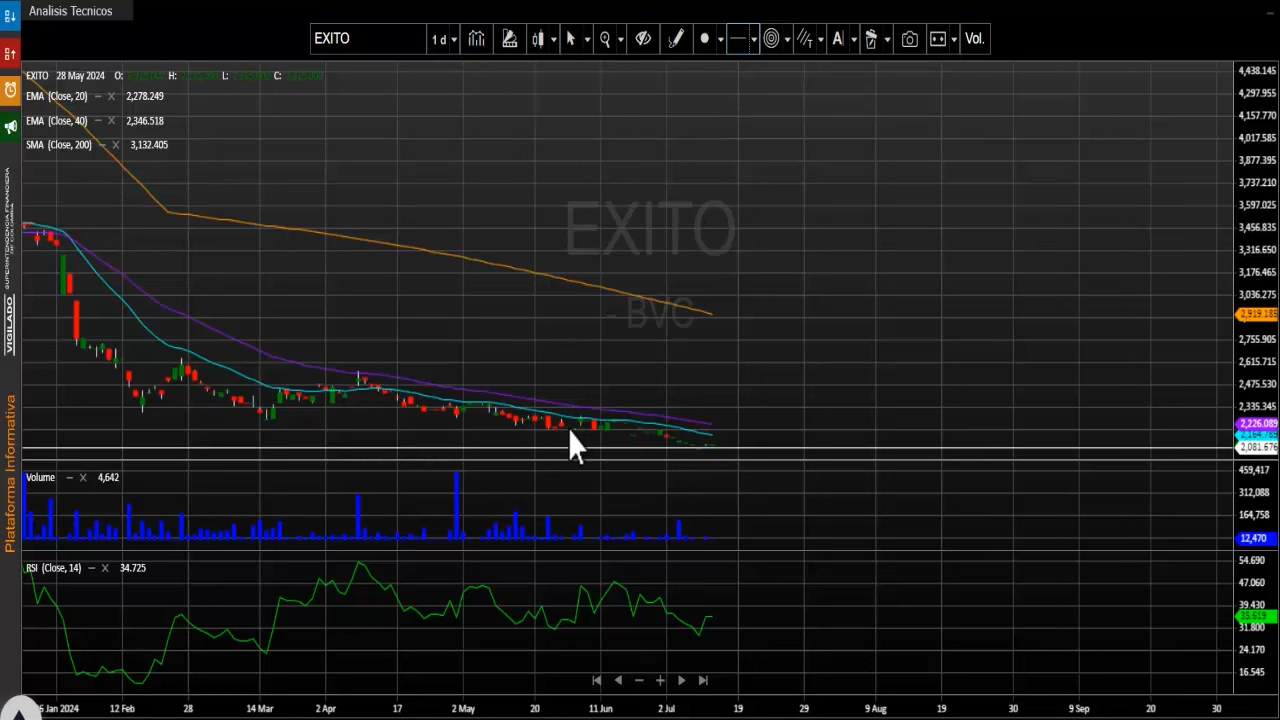 Analisis Tecnicos
EXITO
1 d
A
Vol.
EXITO 28 May 2024 O: H: L: C:
EMA (Close, 20) – X 2,278.249
EMA (Close, 40) – X 2,346.518
SMA (Close, 200) – X 3,132.405
EXITO
- BVC
4,438.145
4,297.955
4,157.770
4,017.585
3,877.395
3,737.210
3,597.025
3,456.835
3,316.650
3,176.465
3,036.275
2,919.185
2,755.905
2,615.715
2,475.530
2,335.345
2,226.089
2,081.676
Volume – X 4,642
459,417
312,088
164,758
12,470
RSI (Close, 14) – X 34.725
54.690
47.060
39.430
35.619
31.800
24.170
16.545
6 Jan 2024 12 Feb 28 14 Mar 2 Apr 17 2 May 20 11 Jun 2 Jul 19 29 9 Aug 20 30 9 Sep 20 30
VIGILADO
Plataforma Informativa